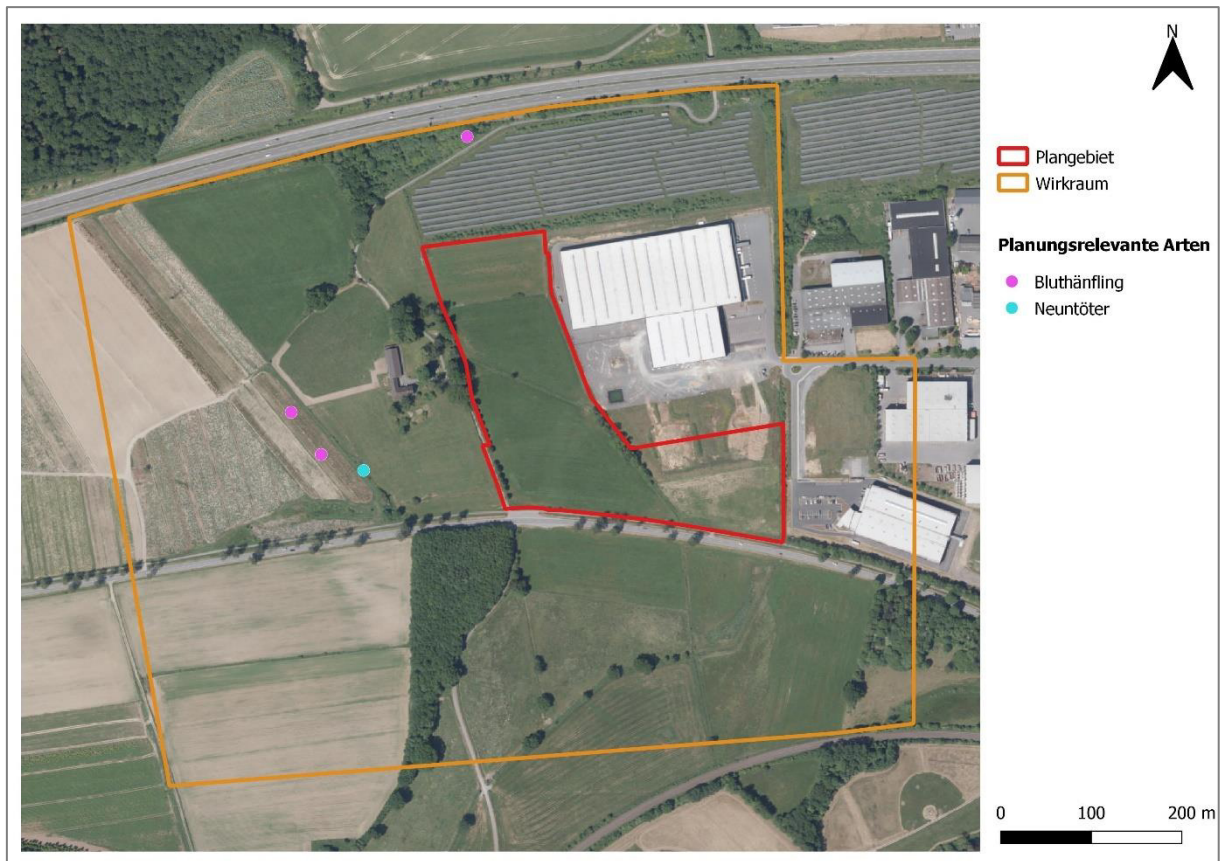 N
Plangebiet
Wirkraum
Planungsrelevante Arten
Bluthänfling
Neuntöter
0 100 200 m